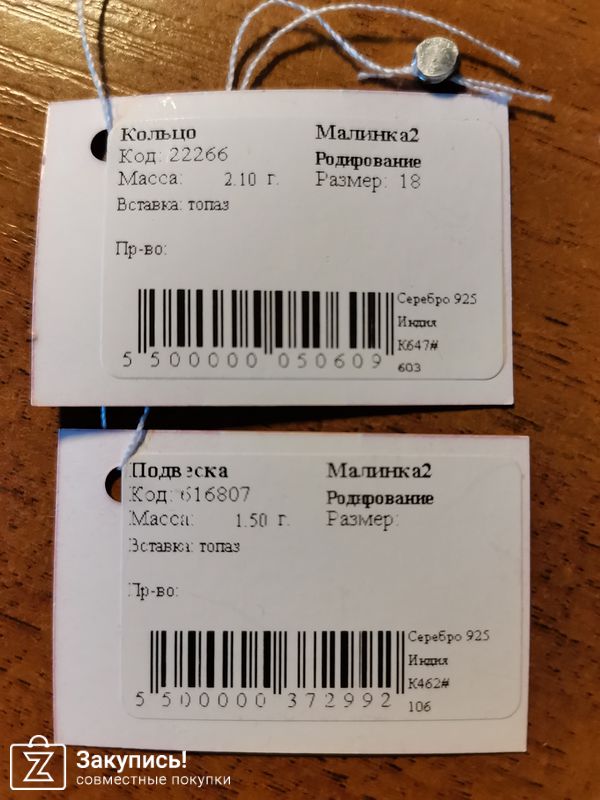 Кольцо Малинка2
Код: 22266 Родирование
Масса: 2.10 г. Размер: 18
Вставка: топаз
Пр-во:
Серебро 925
Индия
К647#
603
5 500000 050609
Подвеска Малинка2
Код: 616807 Родирование
Масса: 1.50 г. Размер:
Вставка: топаз
Пр-во:
Серебро 925
Индия
К462#
106
5 500000 372992
Закупись!
совместные покупки